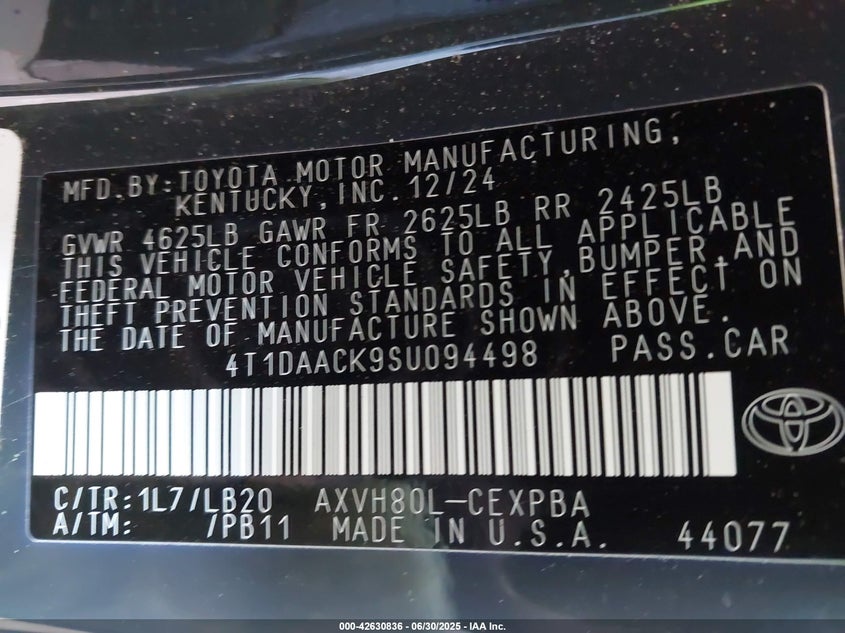 MFD.BY:TOYOTA MOTOR MANUFACTURING,
KENTUCKY,INC.12/24
GVWR 4625LB GAWR FR 2625LB RR 2425LB
THIS VEHICLE CONFORMS TO ALL APPLICABLE
FEDERAL MOTOR VEHICLE SAFETY,BUMPER,AND
THEFT PREVENTION STANDARDS IN EFFECT ON
THE DATE OF MANUFACTURE SHOWN ABOVE.
4T1DAACK9SU094498 PASS.CAR
C/TR:1L7/LB20 AXVH80L-CEXPBA
A/TM: /PB11 MADE IN U.S.A. 44077
000-42630836 - 06/30/2025 - IAA Inc.